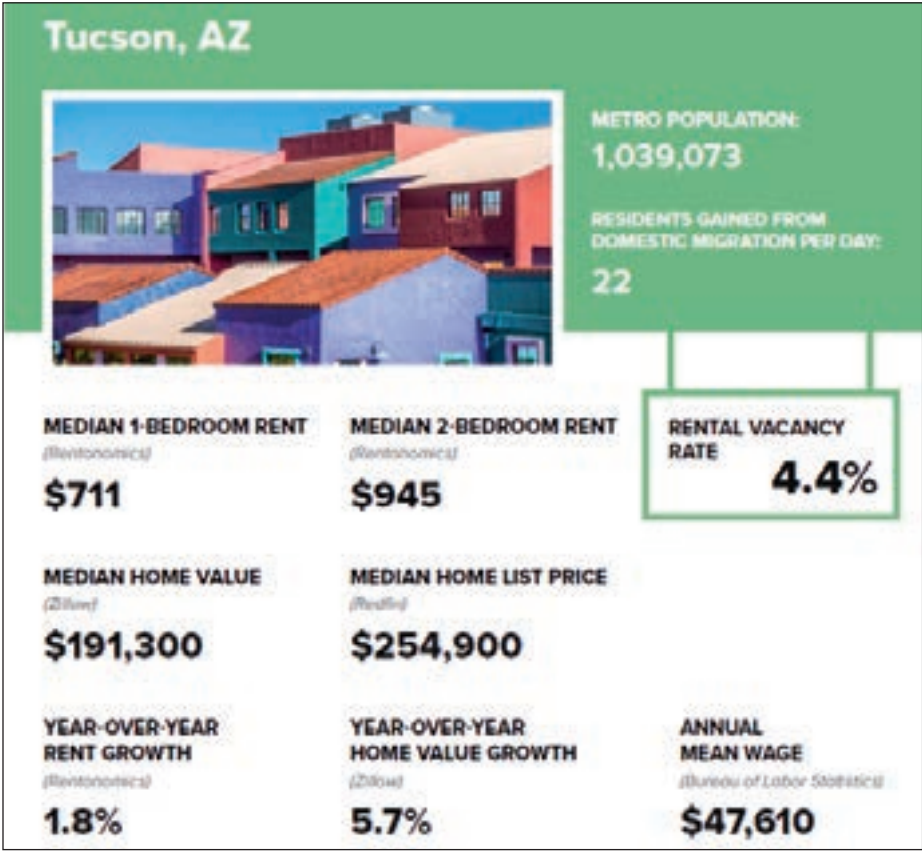 Tucson, AZ
METRO POPULATION:
1,039,073
RESIDENTS GAINED FROM
DOMESTIC MIGRATION PER DAY:
22
MEDIAN 1-BEDROOM RENT
(Rentonomics)
$711
MEDIAN 2-BEDROOM RENT
(Rentonomics)
$945
RENTAL VACANCY
RATE
4.4%
MEDIAN HOME VALUE
(Zillow)
$191,300
MEDIAN HOME LIST PRICE
(Redfin)
$254,900
YEAR-OVER-YEAR
RENT GROWTH
(Rentonomics)
1.8%
YEAR-OVER-YEAR
HOME VALUE GROWTH
(Zillow)
5.7%
ANNUAL
MEAN WAGE
(Bureau of Labor Statistics)
$47,610